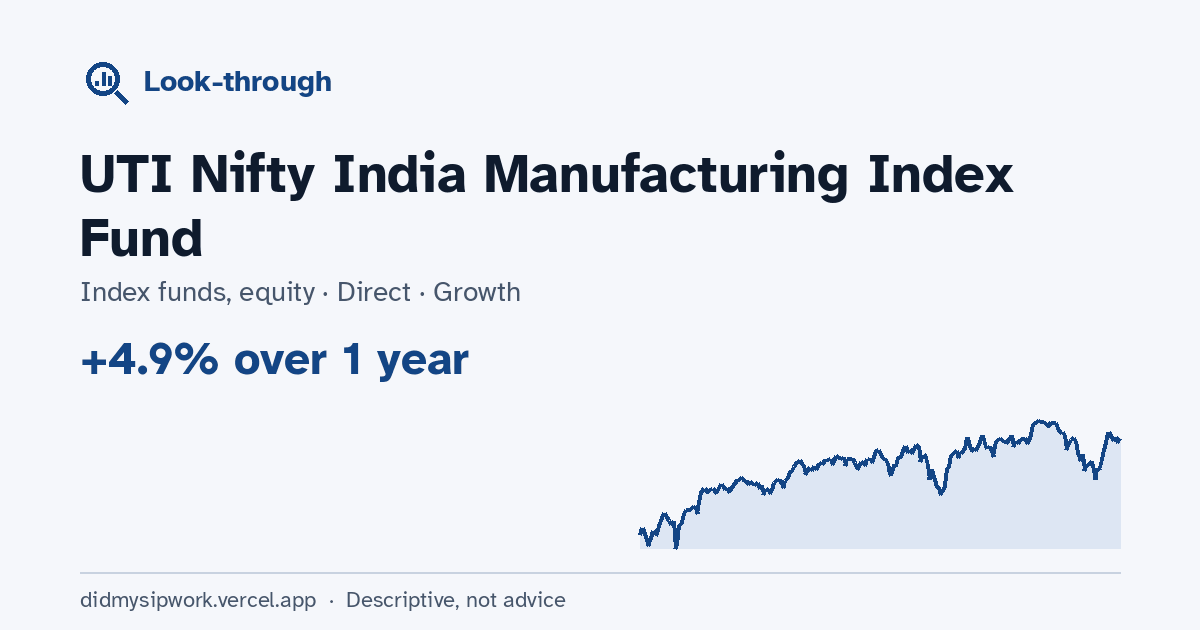 Look-through
UTI Nifty India Manufacturing Index
Fund
Index funds, equity · Direct · Growth
+4.9% over 1 year
didmysipwork.vercel.app · Descriptive, not advice